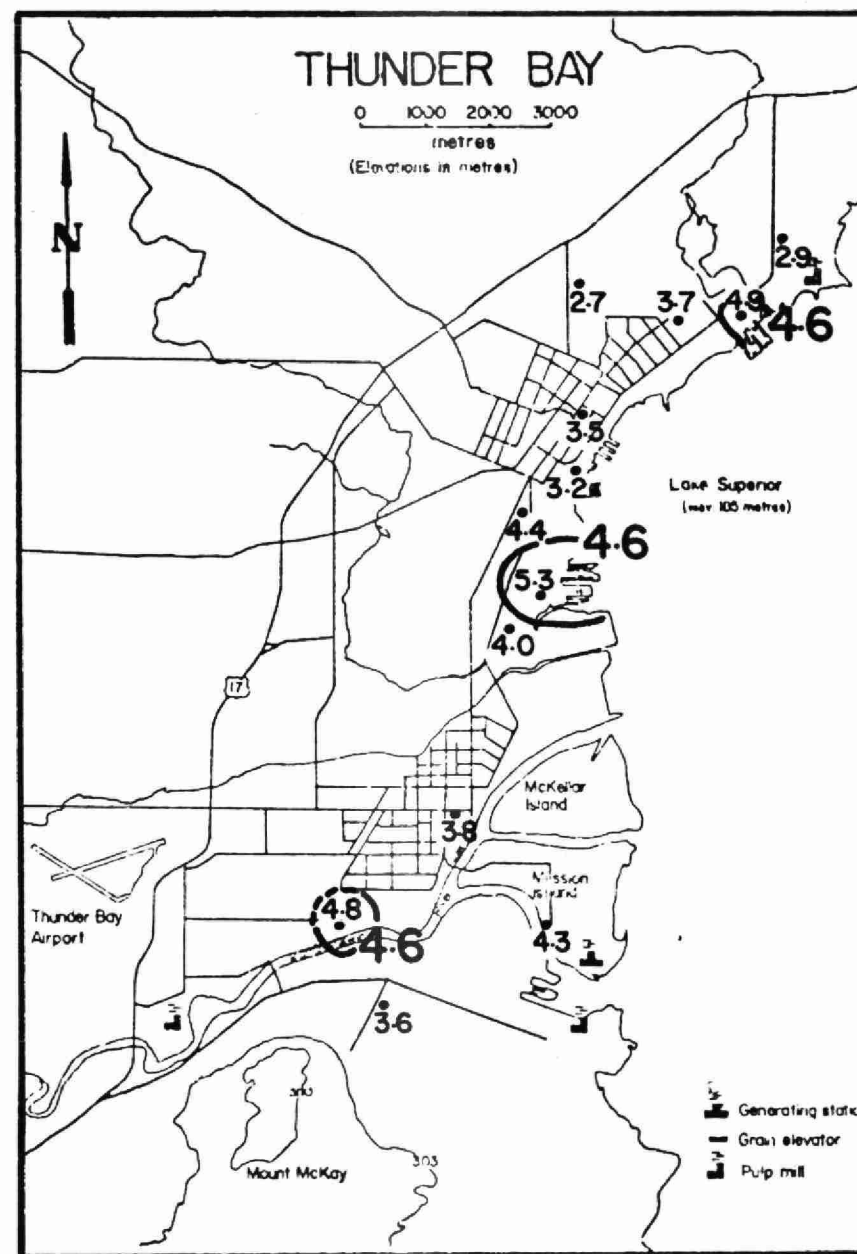 THUNDER BAY
0 1000 2000 3000
metres
(Elevations in metres)
N
2.9
2.7
3.7
4.9
4.6
3.5
3.2
Lake Superior
4.4
4.6
5.3
4.0
17
McKellar
Island
3.8
Mission
Island
4.8
Thunder Bay
Airport
4.6
4.3
3.6
Generating static
Grain elevator
Mount McKay
303
Pulp mill